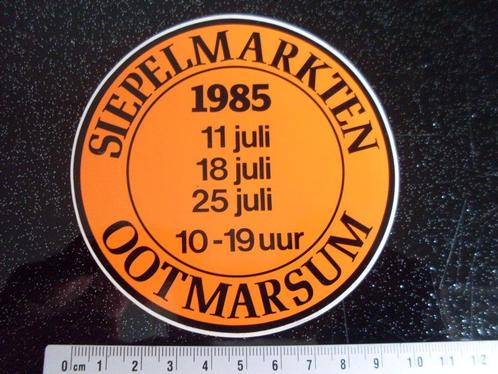 SIEPELMARKTEN
1985
11 juli
18 juli
25 juli
10-19 uur
OOTMARSUM
0 cm 1 2 3 4 5 6 7 8 9 10 11 12